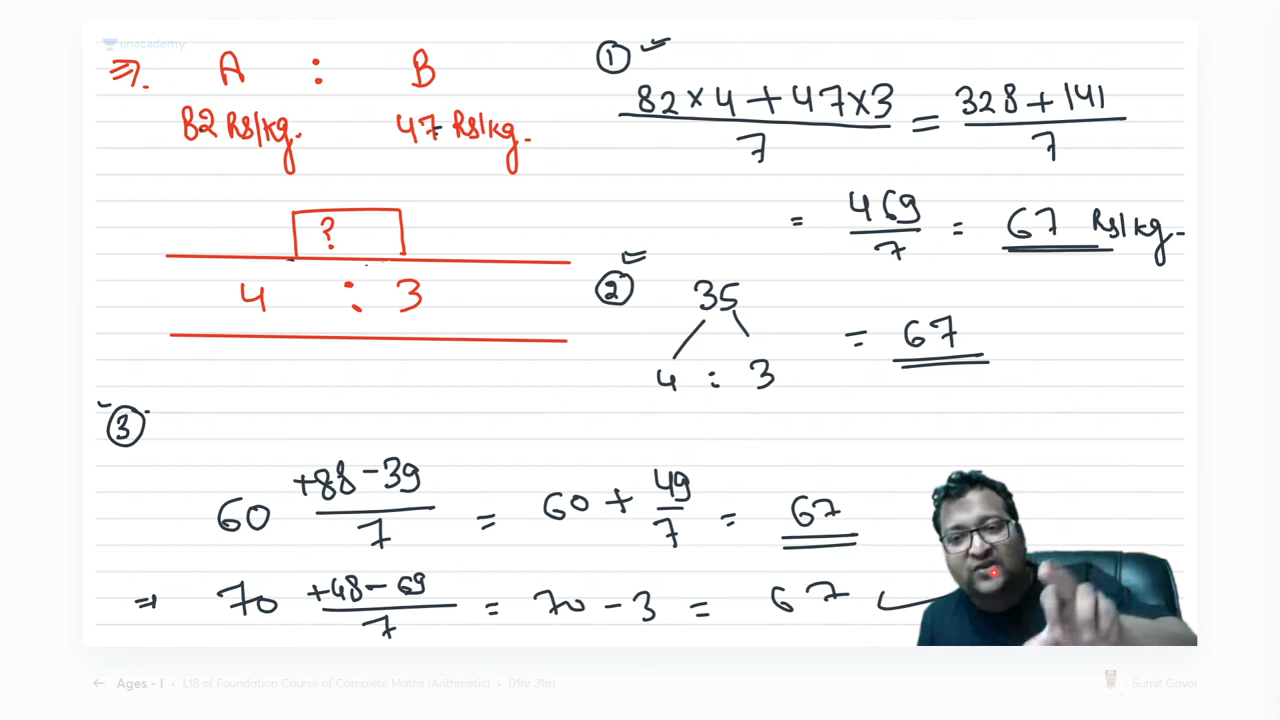 unacademy
⇒. A : B
82 Rs/kg. 47 Rs/kg.
?
4 : 3
①
82 × 4 + 47 × 3 / 7 = 328 + 141 / 7
= 469 / 7 = 67 Rs/kg.
②
35
4 : 3
= 67
③
60 +88 - 39 / 7 = 60 + 49 / 7 = 67
⇒ 70 +48 - 69 / 7 = 70 - 3 = 67
← Ages - I • L18 of Foundation Course of Complete Maths (Arithmetic) • 01hr 31m
Sumit Goyal